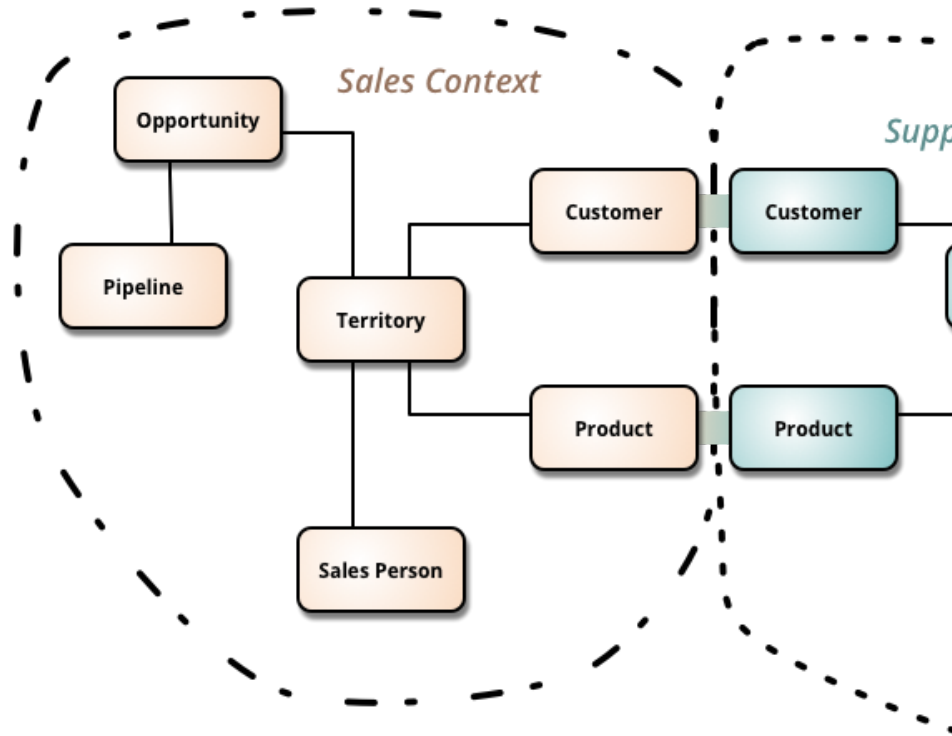 Sales Context
Opportunity
Customer
Customer
Pipeline
Territory
Product
Product
Sales Person